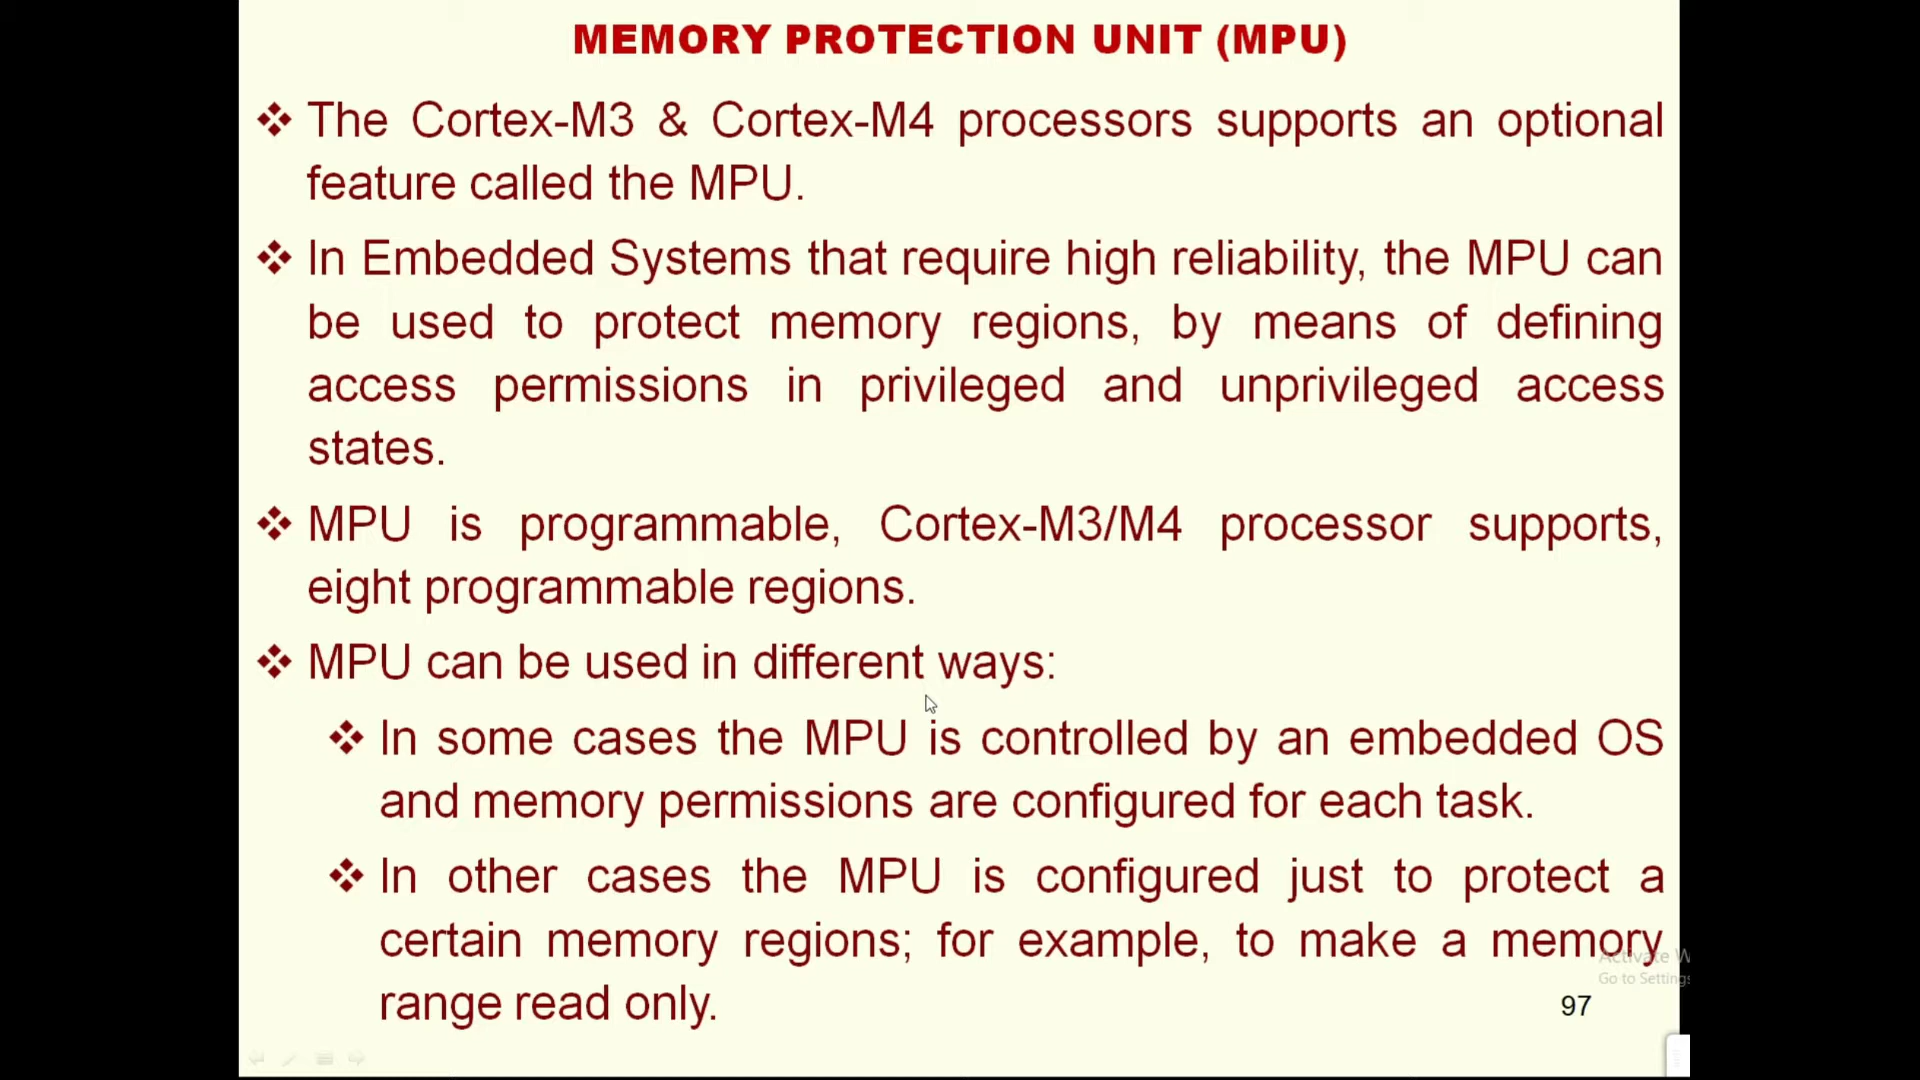 MEMORY PROTECTION UNIT (MPU)
The Cortex-M3 & Cortex-M4 processors supports an optional
feature called the MPU.
In Embedded Systems that require high reliability, the MPU can
be used to protect memory regions, by means of defining
access permissions in privileged and unprivileged access
states.
MPU is programmable, Cortex-M3/M4 processor supports,
eight programmable regions.
MPU can be used in different ways:
In some cases the MPU is controlled by an embedded OS
and memory permissions are configured for each task.
In other cases the MPU is configured just to protect a
certain memory regions; for example, to make a memory
range read only.
Activate W
Go to Settings
97